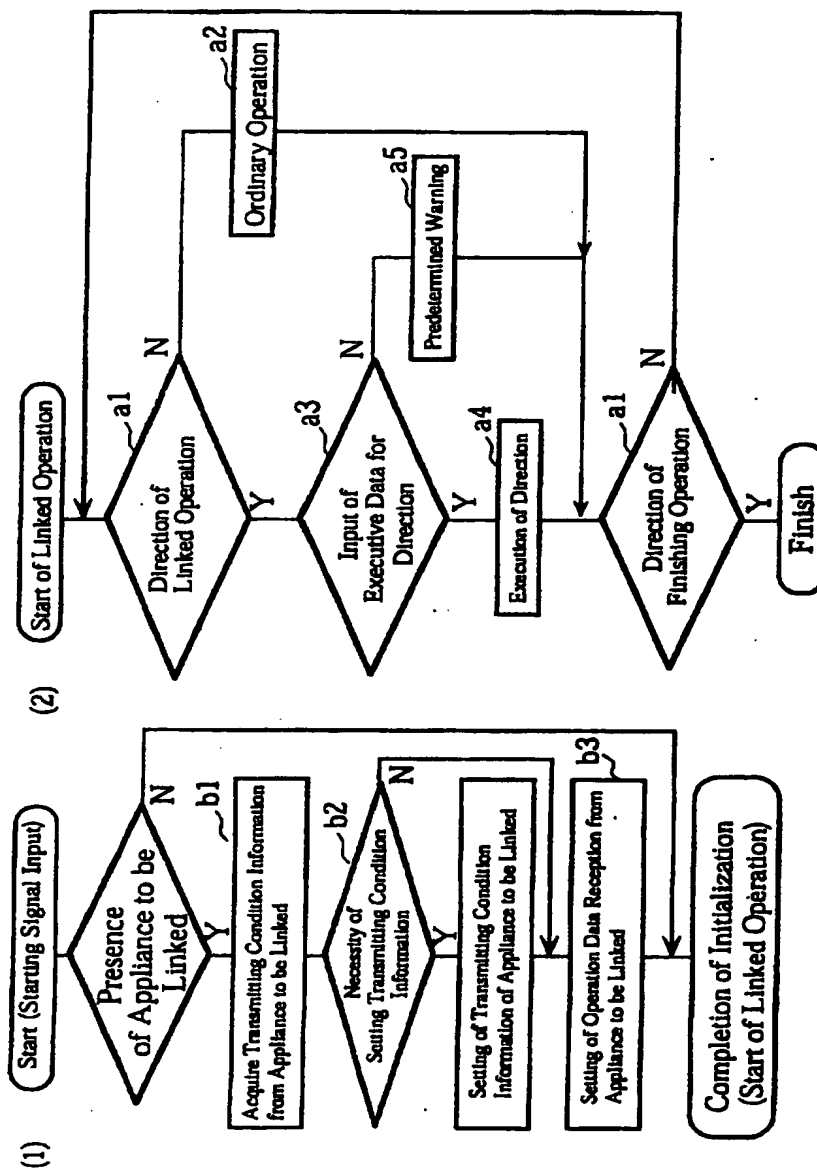 (1)
Start (Starting Signal Input)
Presence
of Appliance to be
Linked
N
Y
b1
Acquire Transmitting Condition Information
from Appliance to be Linked
b2
Necessity of
Setting Transmitting Condition
Information
N
Y
Setting of Transmitting Condition
Information of Appliance to be Linked
b3
Setting of Operation Data Reception from
Appliance to be Linked
Completion of Initialization
(Start of Linked Operation)
(2)
Start of Linked Operation
a1
Direction of
Linked Operation
N
Y
a2
Ordinary Operation
a3
Input of
Executive Data for
Direction
N
Y
a5
Predetermined Warning
a4
Execution of Direction
a1
Direction of
Finishing Operation
N
Y
Finish